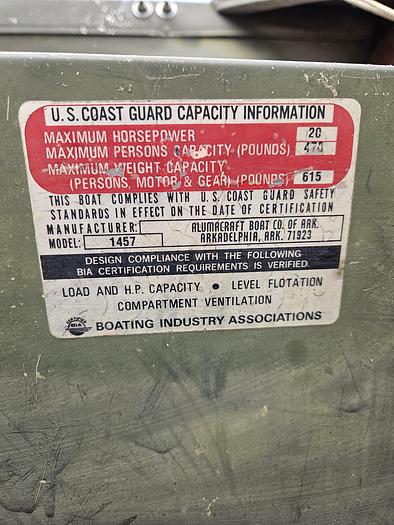 U.S. COAST GUARD CAPACITY INFORMATION
MAXIMUM HORSEPOWER 20
MAXIMUM PERSONS CAPACITY (POUNDS) 470
MAXIMUM WEIGHT CAPACITY
(PERSONS, MOTOR & GEAR) (POUNDS) 615
THIS BOAT COMPLIES WITH U.S. COAST GUARD SAFETY
STANDARDS IN EFFECT ON THE DATE OF CERTIFICATION
MANUFACTURER: ALUMACRAFT BOAT CO. OF ARK.
MODEL: 1457 ARKADELPHIA, ARK. 71923
DESIGN COMPLIANCE WITH THE FOLLOWING
BIA CERTIFICATION REQUIREMENTS IS VERIFIED.
LOAD AND H.P. CAPACITY • LEVEL FLOTATION
COMPARTMENT VENTILATION
BIA BOATING INDUSTRY ASSOCIATIONS